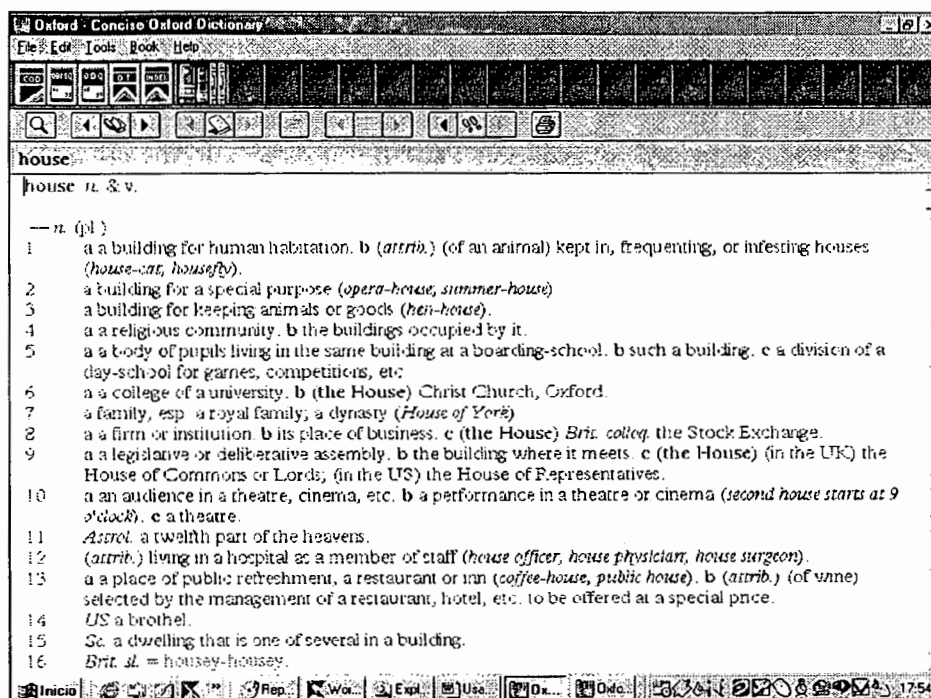 Oxford - Concise Oxford Dictionary
File Edit Tools Book Help
COD ODQ OT INDEX
house
house n. & v.
— n. (pl )
1 a a building for human habitation. b (attrib.) (of an animal) kept in, frequenting, or infesting houses
(house-cat; housefly).
2 a building for a special purpose (opera-house; summer-house)
3 a building for keeping animals or goods (hen-house).
4 a a religious community. b the buildings occupied by it.
5 a a body of pupils living in the same building at a boarding-school. b such a building. c a division of a
day-school for games, competitions, etc
6 a a college of a university. b (the House) Christ Church, Oxford.
7 a family, esp a royal family; a dynasty (House of York)
8 a a firm or institution. b its place of business. c (the House) Brit. colloq. the Stock Exchange.
9 a a legislative or deliberative assembly. b the building where it meets. c (the House) (in the UK) the
House of Commons or Lords; (in the US) the House of Representatives.
10 a an audience in a theatre, cinema, etc. b a performance in a theatre or cinema (second house starts at 9
o'clock). c a theatre.
11 Astrol. a twelfth part of the heavens.
12 (attrib.) living in a hospital as a member of staff (house officer, house physician, house surgeon).
13 a a place of public refreshment, a restaurant or inn (coffee-house, public house). b (attrib.) (of wine)
selected by the management of a restaurant, hotel, etc. to be offered at a special price.
14 US a brothel.
15 Sc. a dwelling that is one of several in a building.
16 Brit. sl. = housey-housey.
Inicio Rep... Wor... Expl... Use... Ox... Oxfo... 17:54